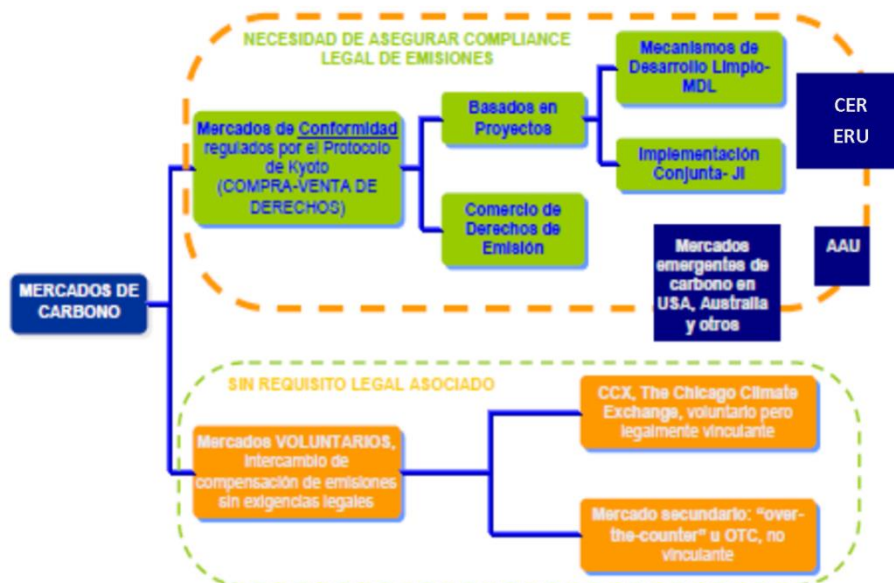 NECESIDAD DE ASEGURAR COMPLIANCE
LEGAL DE EMISIONES
Mecanismos de
Desarrollo Limpio-
MDL
CER
ERU
Mercados de Conformidad
regulados por el Protocolo
de Kyoto
(COMPRA-VENTA DE
DERECHOS)
Basados en
Proyectos
Implementación
Conjunta- JI
Comercio de
Derechos de
Emisión
Mercados
emergentes de
carbono en
USA, Australia
y otros
AAU
MERCADOS DE
CARBONO
SIN REQUISITO LEGAL ASOCIADO
CCX, The Chicago Climate
Exchange, voluntario pero
legalmente vinculante
Mercados VOLUNTARIOS,
intercambio de
compensación de emisiones
sin exigencias legales
Mercado secundario: “over-
the-counter” u OTC, no
vinculante